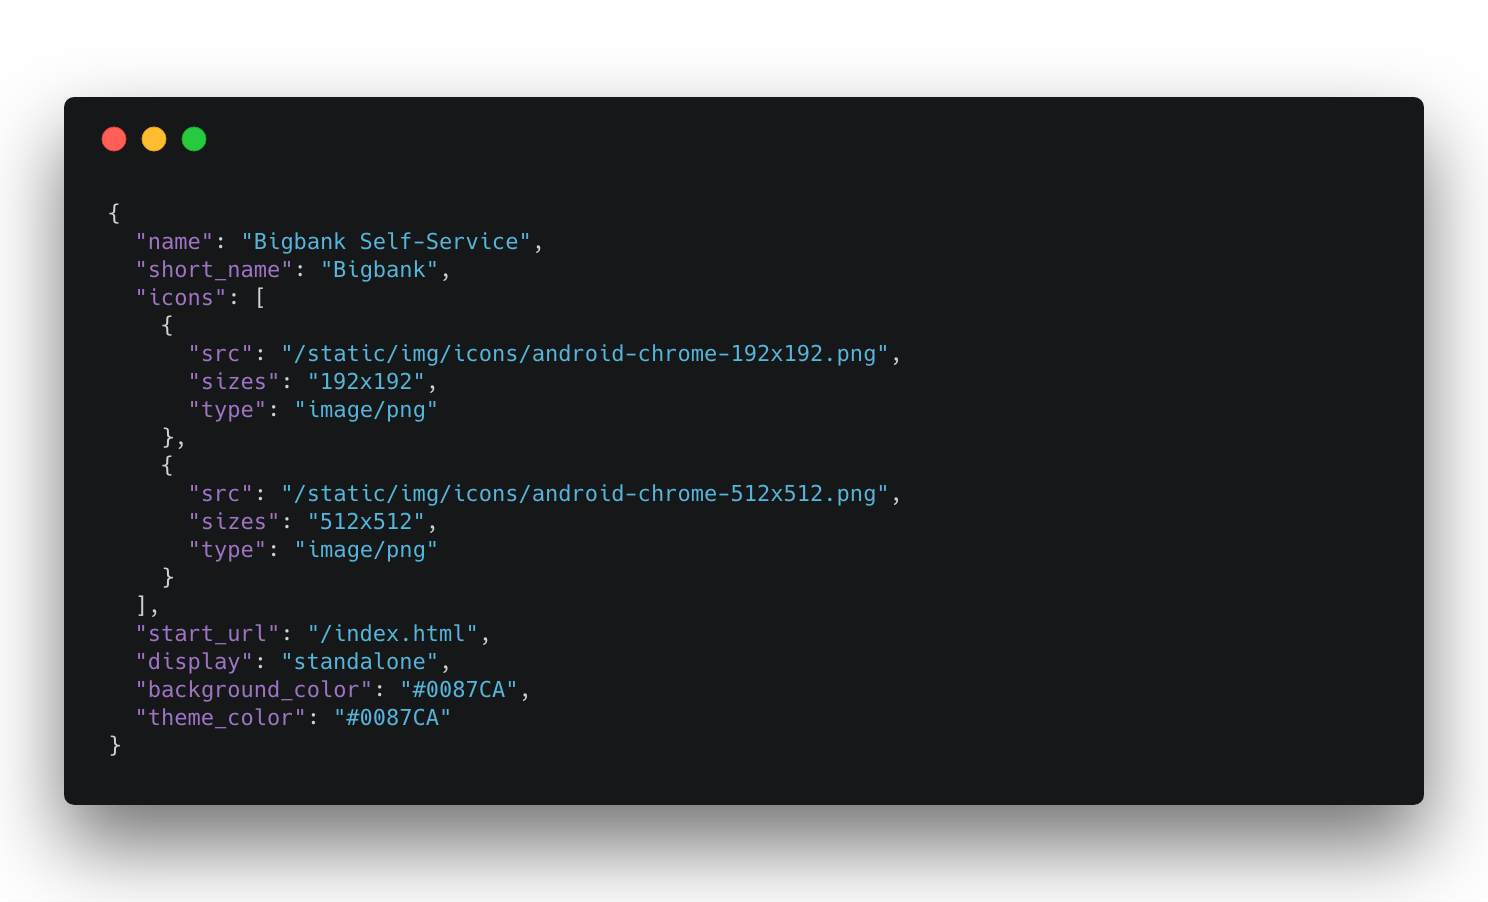 {
  "name": "Bigbank Self-Service",
  "short_name": "Bigbank",
  "icons": [
    {
      "src": "/static/img/icons/android-chrome-192x192.png",
      "sizes": "192x192",
      "type": "image/png"
    },
    {
      "src": "/static/img/icons/android-chrome-512x512.png",
      "sizes": "512x512",
      "type": "image/png"
    }
  ],
  "start_url": "/index.html",
  "display": "standalone",
  "background_color": "#0087CA",
  "theme_color": "#0087CA"
}